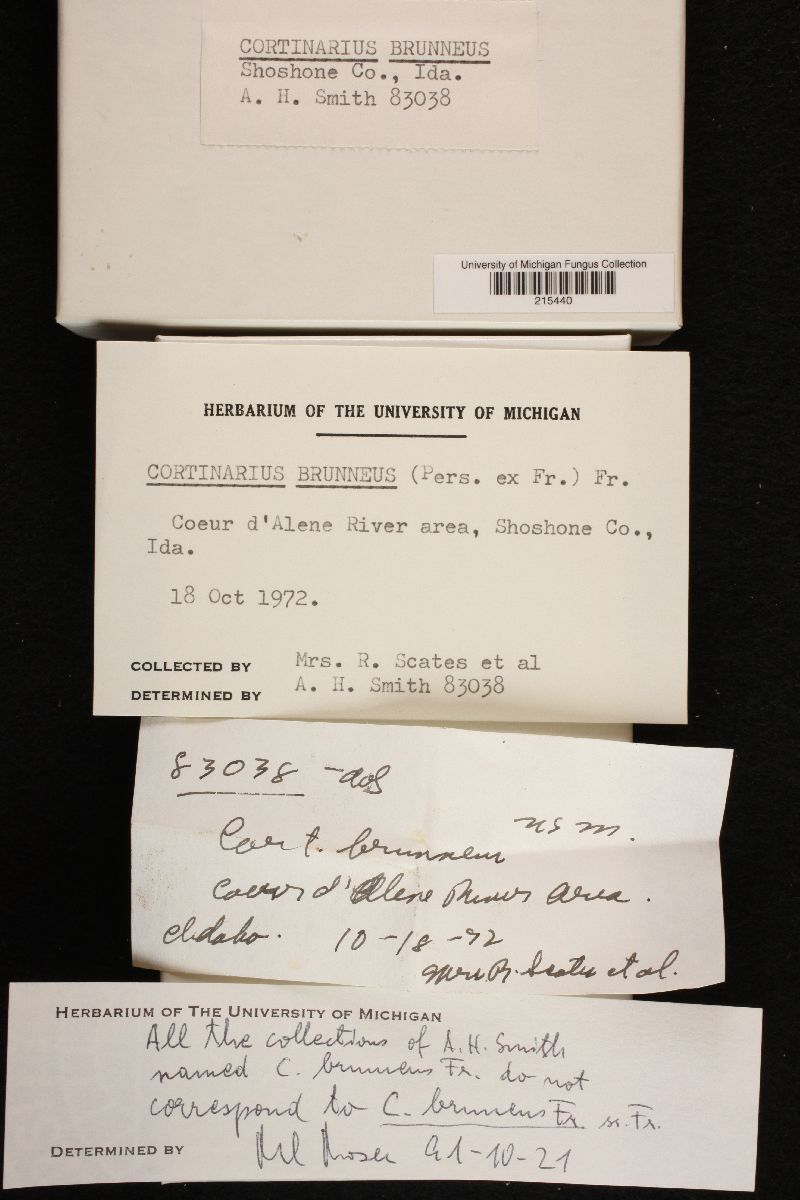 CORTINARIUS BRUNNEUS
Shoshone Co., Ida.
A. H. Smith 83038
University of Michigan Fungus Collection
215440
HERBARIUM OF THE UNIVERSITY OF MICHIGAN
CORTINARIUS BRUNNEUS (Pers. ex Fr.) Fr.
Coeur d'Alene River area, Shoshone Co.,
Ida.
18 Oct 1972.
COLLECTED BY Mrs. R. Scates et al
DETERMINED BY A. H. Smith 83038
83038
Cort. brunneus
Coeur d'Alene River area.
Idaho. 10-18-72
Mrs R. Scates et al.
HERBARIUM OF THE UNIVERSITY OF MICHIGAN
All the collections of A.H. Smith
named C. brunneus Fr. do not
correspond to C. brunneus Fr. ss. Fr.
DETERMINED BY M Moser 91-10-21